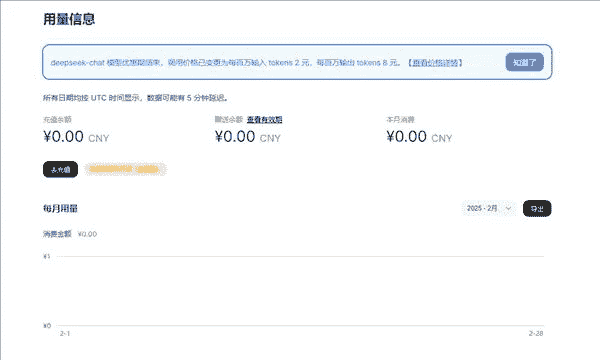 用量信息
deepseek-chat 模型优惠期结束，调用价格已变更为每百万输入 tokens 2 元，每百万输出 tokens 8 元。【查看价格详情】
知道了
所有日期均按 UTC 时间显示，数据可能有 5 分钟延迟。
充值余额 赠送余额 查看有效期 本月消费
¥0.00 CNY ¥0.00 CNY ¥0.00
去充值
每月用量 2025 - 2月 导出
消费金额 ¥0.00
¥1
¥0
2-1 2-28